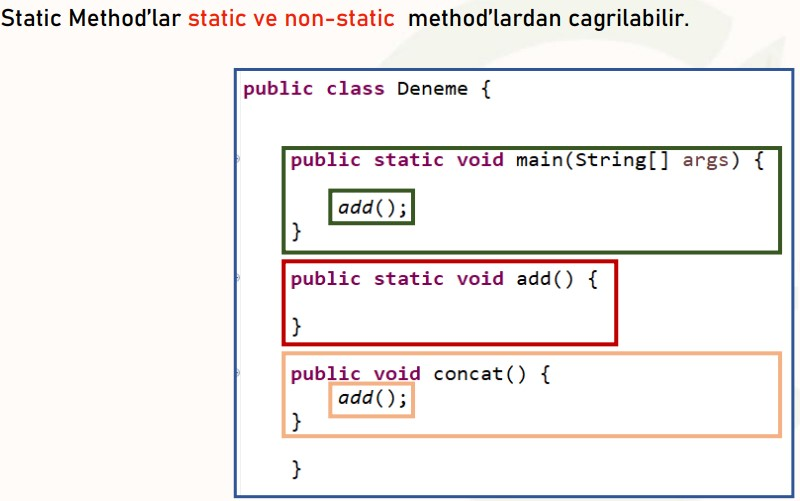 Static Method'lar static ve non-static method'lardan cagrilabilir.
public class Deneme {
public static void main(String[] args) {
add();
}
public static void add() {
}
public void concat() {
add();
}
}